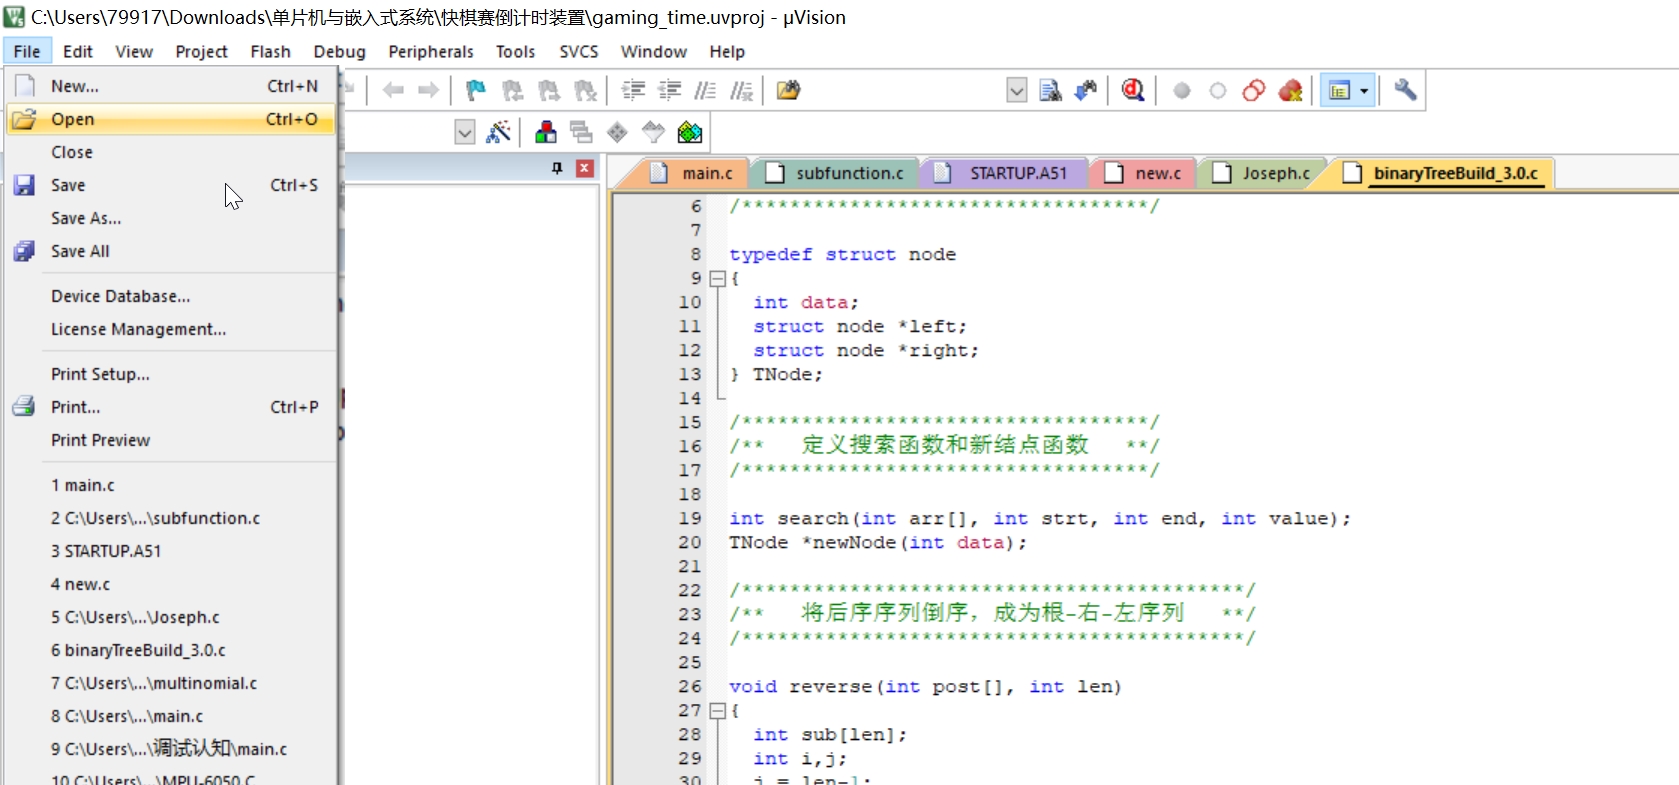 C:\Users\79917\Downloads\单片机与嵌入式系统\快棋赛倒计时装置\gaming_time.uvproj - µVision
File Edit View Project Flash Debug Peripherals Tools SVCS Window Help
New... Ctrl+N
Open Ctrl+O
Close
Save Ctrl+S
Save As...
Save All
Device Database...
License Management...
Print Setup...
Print... Ctrl+P
Print Preview
1 main.c
2 C:\Users\...\subfunction.c
3 STARTUP.A51
4 new.c
5 C:\Users\...\Joseph.c
6 binaryTreeBuild_3.0.c
7 C:\Users\...\multinomial.c
8 C:\Users\...\main.c
9 C:\Users\...\调试认知\main.c
10 C:\Users\...\MPU-6050.C
main.c subfunction.c STARTUP.A51 new.c Joseph.c binaryTreeBuild_3.0.c
6 /**********************************/
7
8 typedef struct node
9 {
10 int data;
11 struct node *left;
12 struct node *right;
13 } TNode;
14
15 /**********************************/
16 /** 定义搜索函数和新结点函数 **/
17 /**********************************/
18
19 int search(int arr[], int strt, int end, int value);
20 TNode *newNode(int data);
21
22 /******************************************/
23 /** 将后序序列倒序，成为根-右-左序列 **/
24 /******************************************/
25
26 void reverse(int post[], int len)
27 {
28 int sub[len];
29 int i,j;
30 j = len-1;